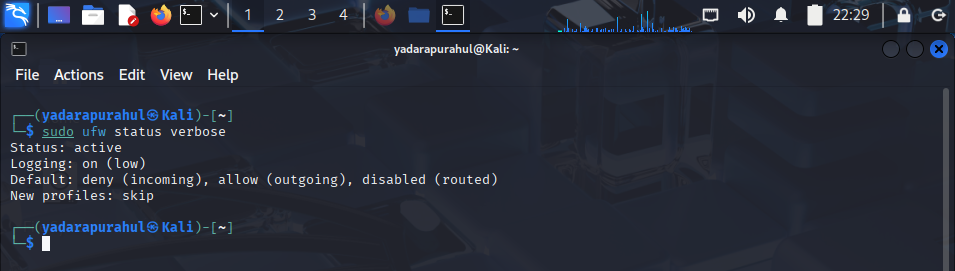 1 2 3 4 22:29
yadarapurahul@Kali: ~
File Actions Edit View Help
┌──(yadarapurahul㉿Kali)-[~]
└─$ sudo ufw status verbose
Status: active
Logging: on (low)
Default: deny (incoming), allow (outgoing), disabled (routed)
New profiles: skip
┌──(yadarapurahul㉿Kali)-[~]
└─$